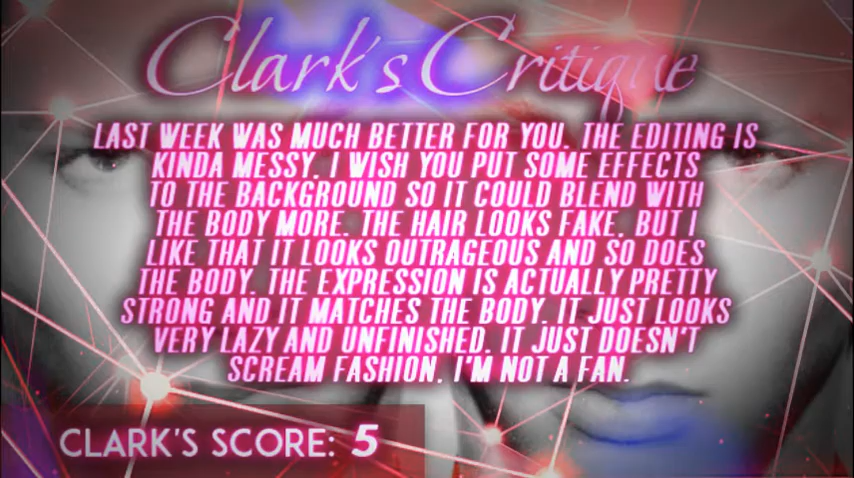 Clark's Critique
LAST WEEK WAS MUCH BETTER FOR YOU. THE EDITING IS
KINDA MESSY. I WISH YOU PUT SOME EFFECTS
TO THE BACKGROUND SO IT COULD BLEND WITH
THE BODY MORE. THE HAIR LOOKS FAKE, BUT I
LIKE THAT IT LOOKS OUTRAGEOUS AND SO DOES
THE BODY. THE EXPRESSION IS ACTUALLY PRETTY
STRONG AND IT MATCHES THE BODY. IT JUST LOOKS
VERY LAZY AND UNFINISHED. IT JUST DOESN'T
SCREAM FASHION. I'M NOT A FAN.
CLARK'S SCORE: 5